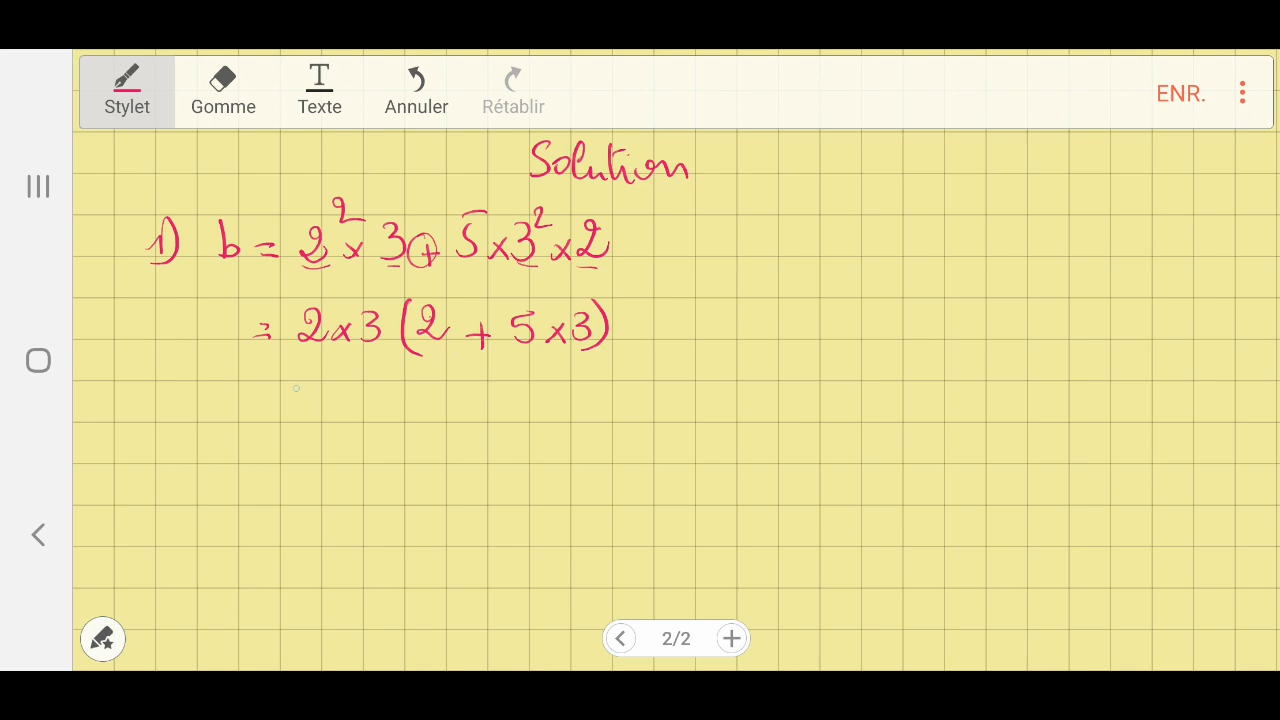 Stylet Gomme Texte Annuler Rétablir ENR.
Solution
1) b = 2² × 3 + 5 × 3² × 2
= 2 × 3 (2 + 5 × 3)
2/2